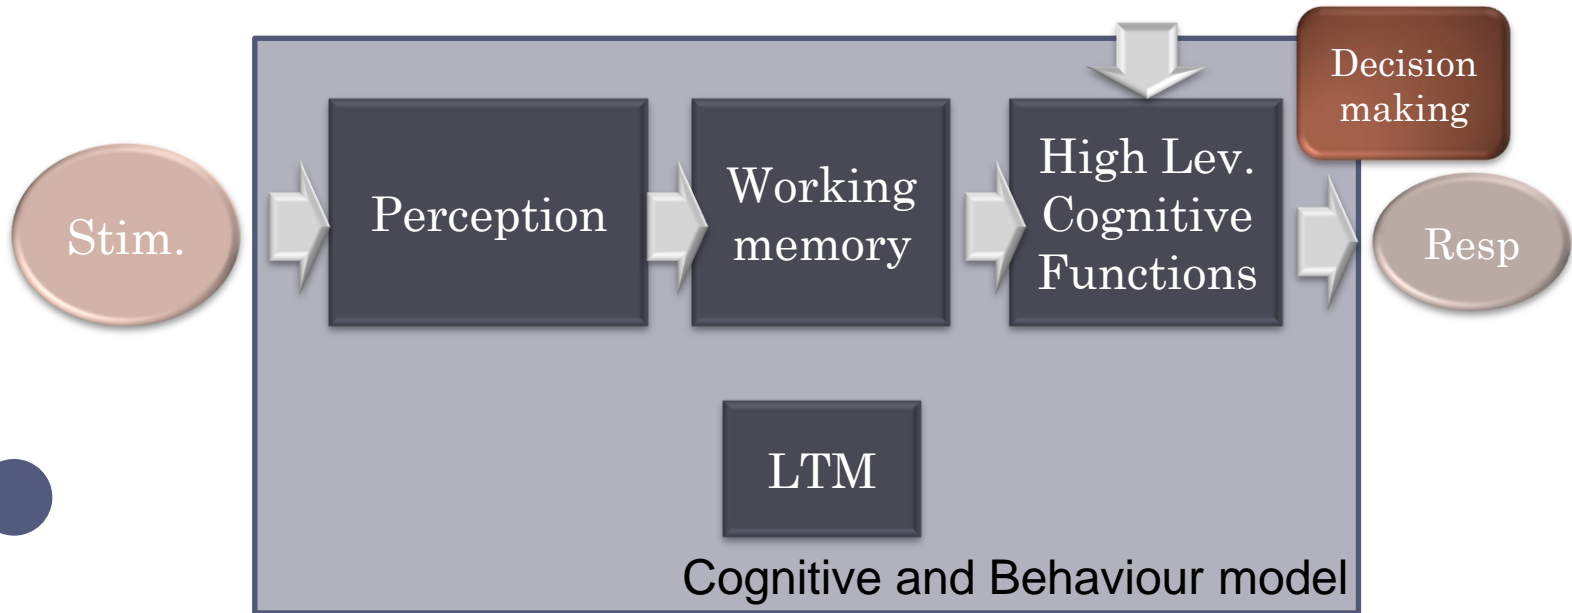 Stim.
Perception
Working
memory
High Lev.
Cognitive
Functions
Decision
making
Resp
LTM
Cognitive and Behaviour model